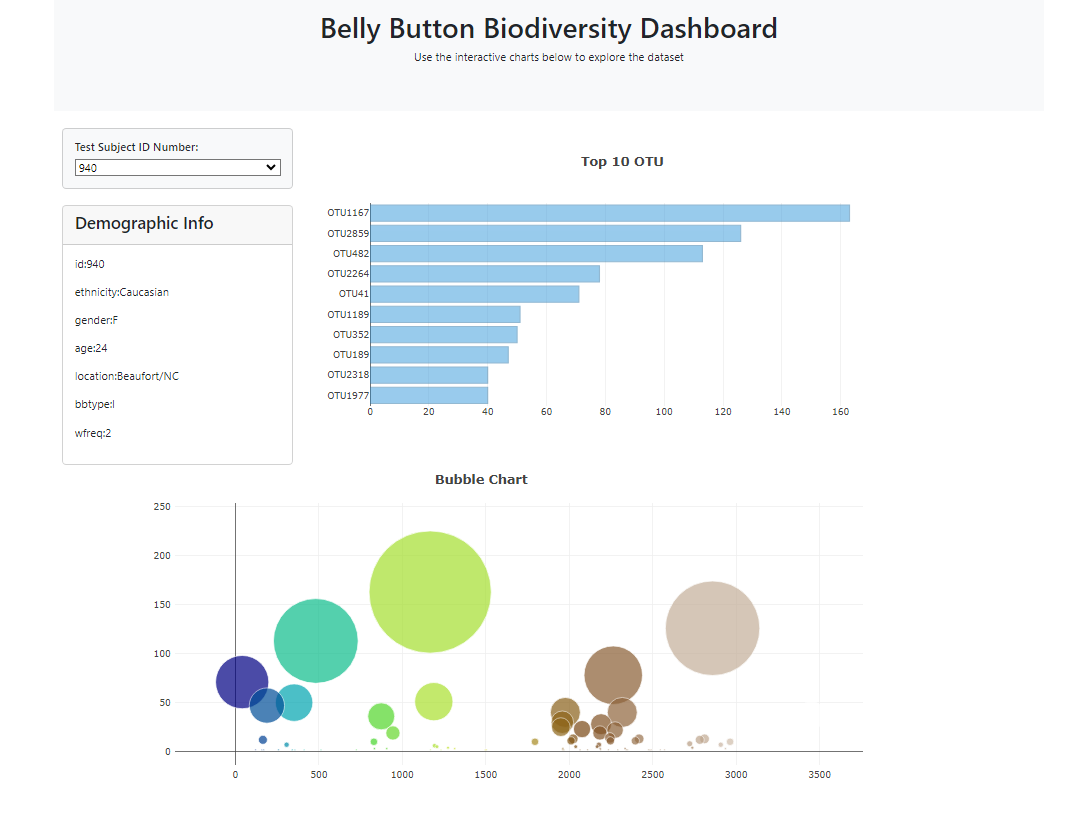 Belly Button Biodiversity Dashboard
Use the interactive charts below to explore the dataset
Test Subject ID Number:
940
Demographic Info
id:940
ethnicity:Caucasian
gender:F
age:24
location:Beaufort/NC
bbtype:I
wfreq:2
Top 10 OTU
OTU1167
OTU2859
OTU482
OTU2264
OTU41
OTU1189
OTU352
OTU189
OTU2318
OTU1977
0 20 40 60 80 100 120 140 160
Bubble Chart
250
200
150
100
50
0
0 500 1000 1500 2000 2500 3000 3500